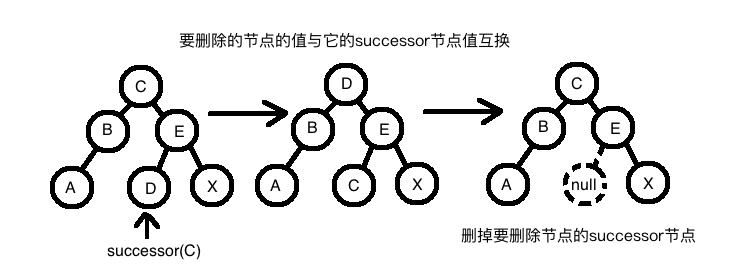 要删除的节点的值与它的successor节点值互换
C D C
B E B E B E
A D X A C X A null X
successor(C)
删掉要删除节点的successor节点